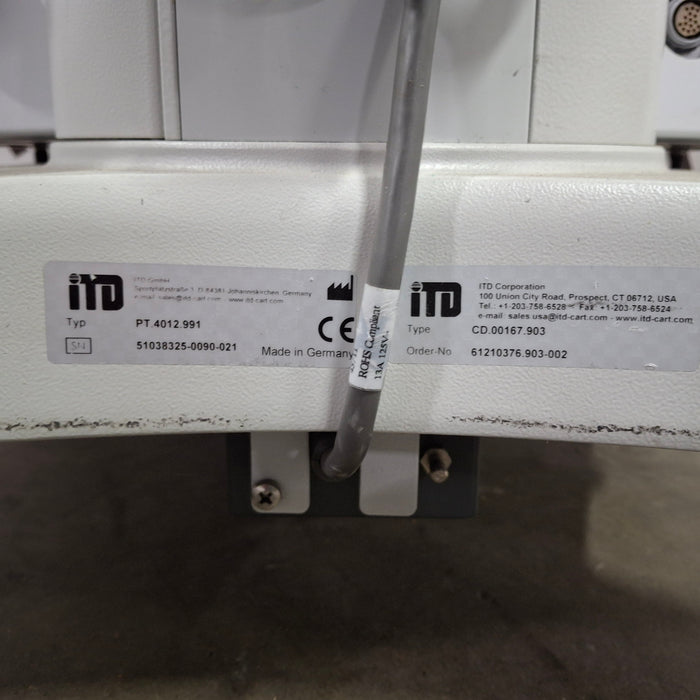 iTD
ITD GmbH
Sportplatzstraße 3, D-84381 Johanniskirchen, Germany
e-mail: sales@itd-cart.com - www.itd-cart.com
Typ PT.4012.991
SN 51038325-0090-021
CE
Made in Germany
ROHS Compliant
13A 125V
iTD
ITD Corporation
100 Union City Road, Prospect, CT 06712, USA
Tel.: +1-203-758-6528 - Fax: +1-203-758-6524
e-mail: sales.usa@itd-cart.com - www.itd-cart.com
Type CD.00167.903
Order-No 61210376.903-002